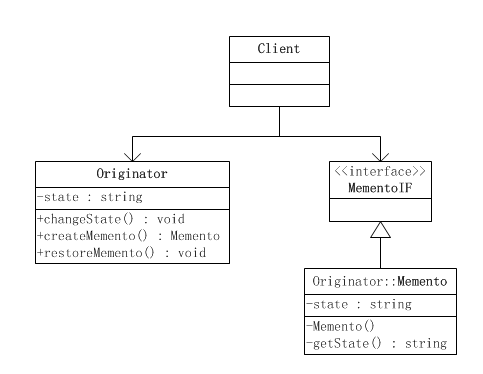 Client
Originator
-state : string
+changeState() : void
+createMemento() : Memento
+restoreMemento() : void
<<interface>>
MementoIF
Originator::Memento
-state : string
-Memento()
-getState() : string